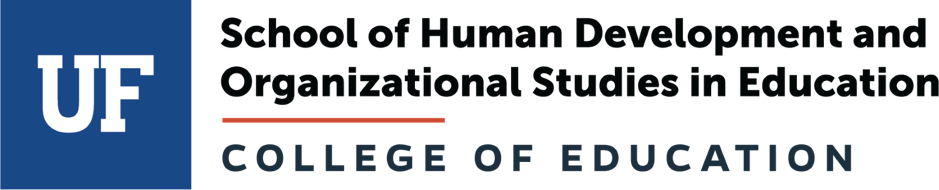 UF
School of Human Development and
Organizational Studies in Education
COLLEGE OF EDUCATION